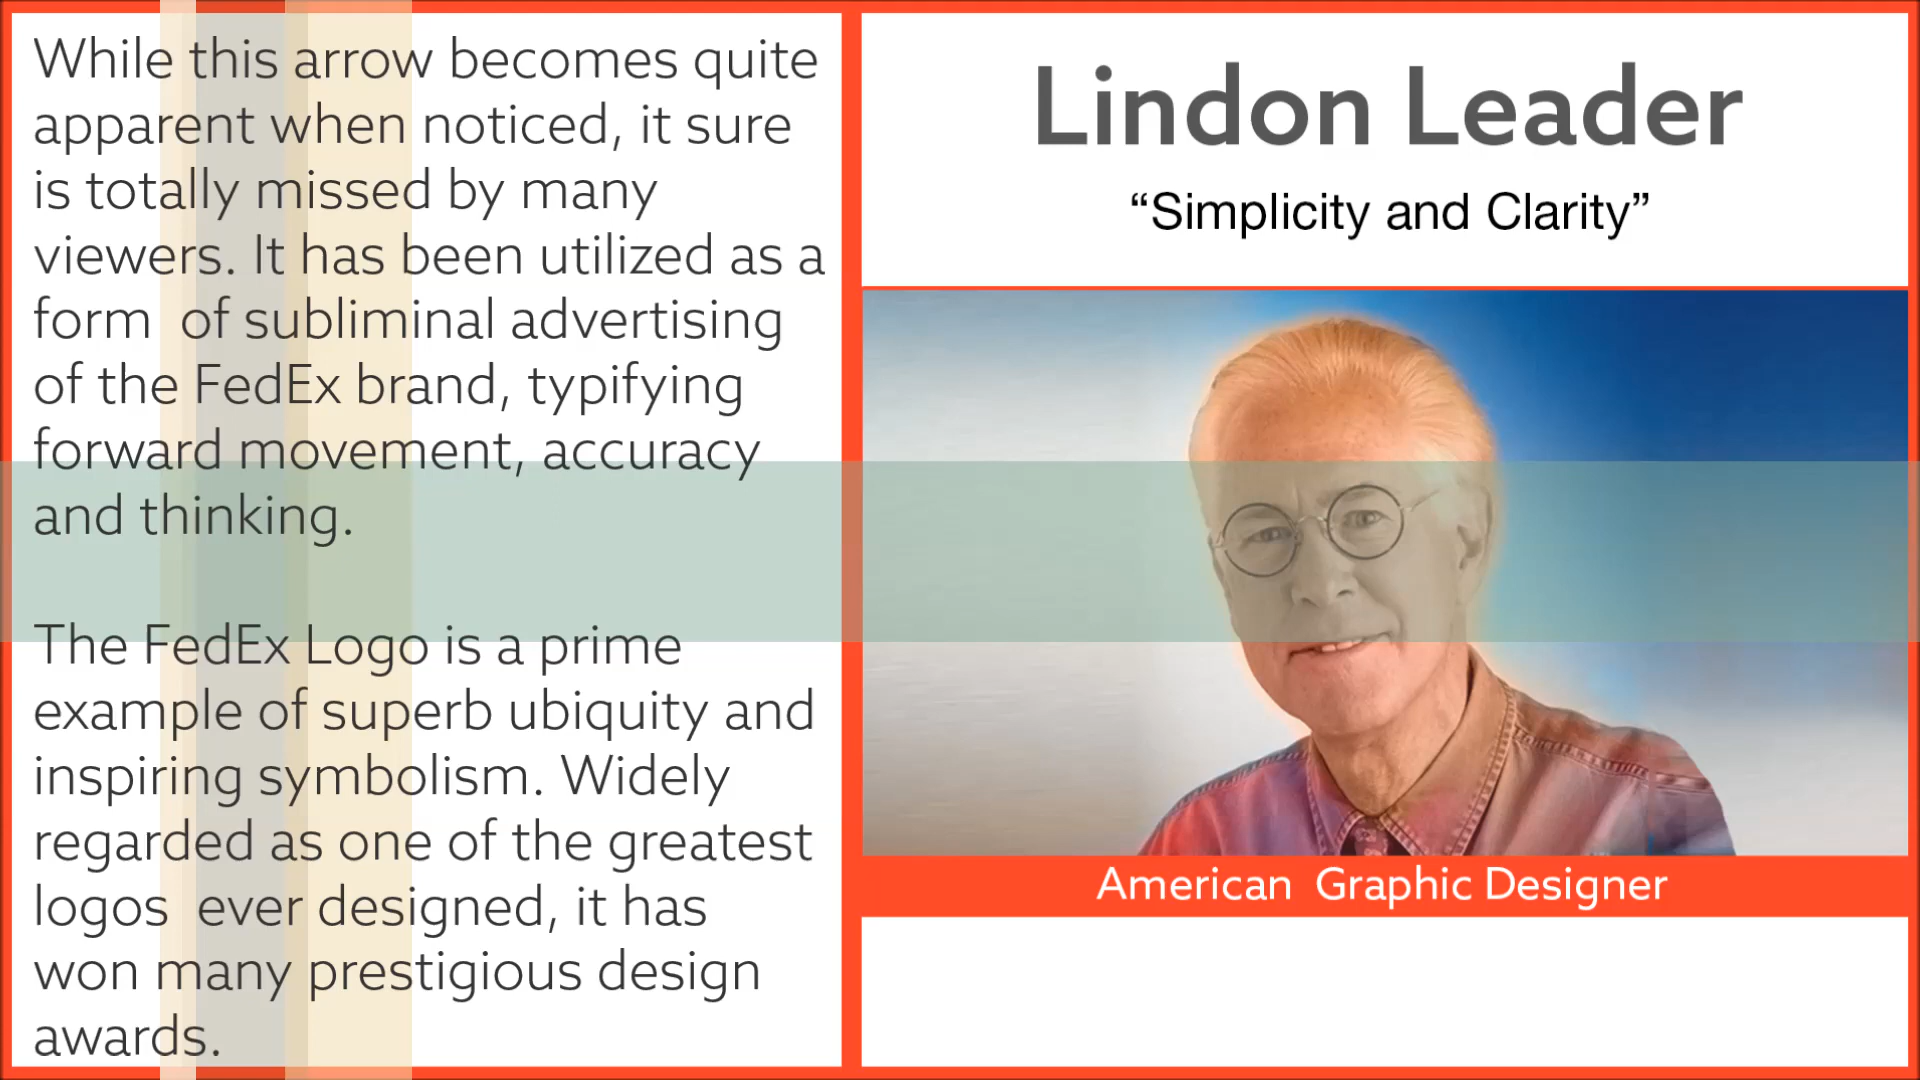 While this arrow becomes quite
apparent when noticed, it sure
is totally missed by many
viewers. It has been utilized as a
form of subliminal advertising
of the FedEx brand, typifying
forward movement, accuracy
and thinking.
The FedEx Logo is a prime
example of superb ubiquity and
inspiring symbolism. Widely
regarded as one of the greatest
logos ever designed, it has
won many prestigious design
awards.
Lindon Leader
“Simplicity and Clarity”
American Graphic Designer